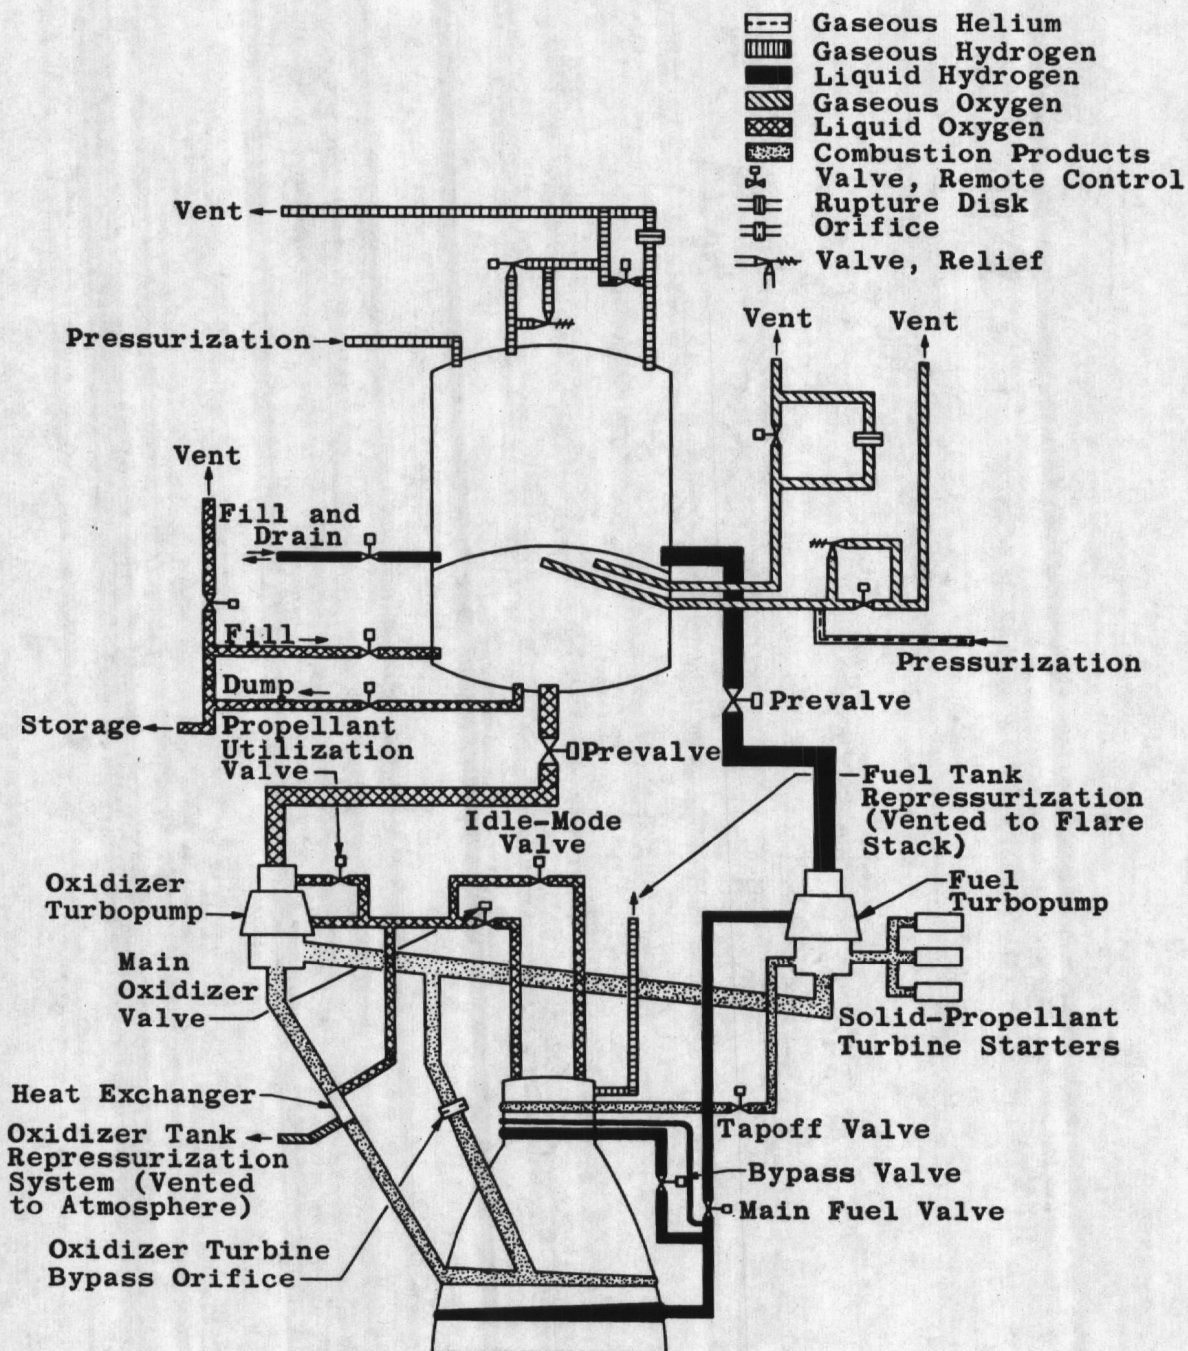 Gaseous Helium
Gaseous Hydrogen
Liquid Hydrogen
Gaseous Oxygen
Liquid Oxygen
Combustion Products
Valve, Remote Control
Rupture Disk
Orifice
Valve, Relief
Vent
Vent
Vent
Pressurization
Vent
Fill and
Drain
Fill
Dump
Storage
Pressurization
Prevalve
Propellant
Utilization
Valve
Prevalve
Idle-Mode
Valve
Fuel Tank
Repressurization
(Vented to Flare
Stack)
Oxidizer
Turbopump
Fuel
Turbopump
Main
Oxidizer
Valve
Solid-Propellant
Turbine Starters
Heat Exchanger
Oxidizer Tank
Repressurization
System (Vented
to Atmosphere)
Tapoff Valve
Bypass Valve
Main Fuel Valve
Oxidizer Turbine
Bypass Orifice